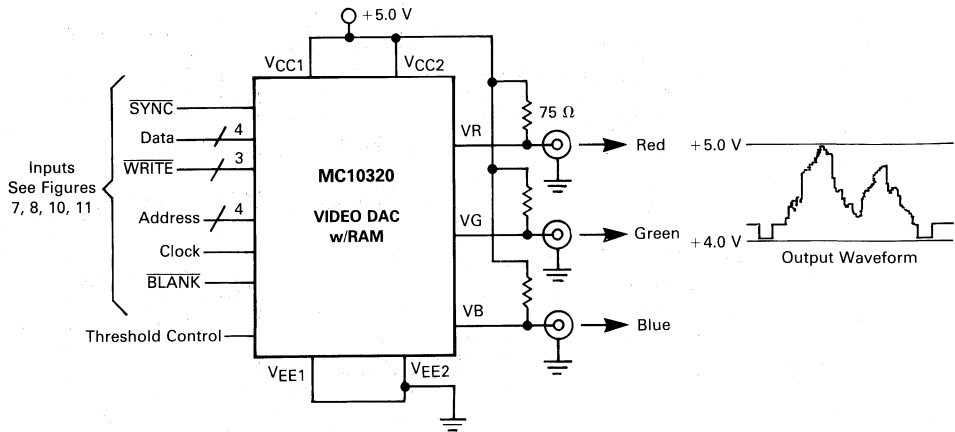 +5.0 V
VCC1
VCC2
SYNC
Data
4
WRITE
3
Inputs
See Figures
7, 8, 10, 11
Address
4
Clock
BLANK
Threshold Control
MC10320
VIDEO DAC
w/RAM
VR
75 Ω
Red
VG
Green
VB
Blue
VEE1
VEE2
+5.0 V
+4.0 V
Output Waveform